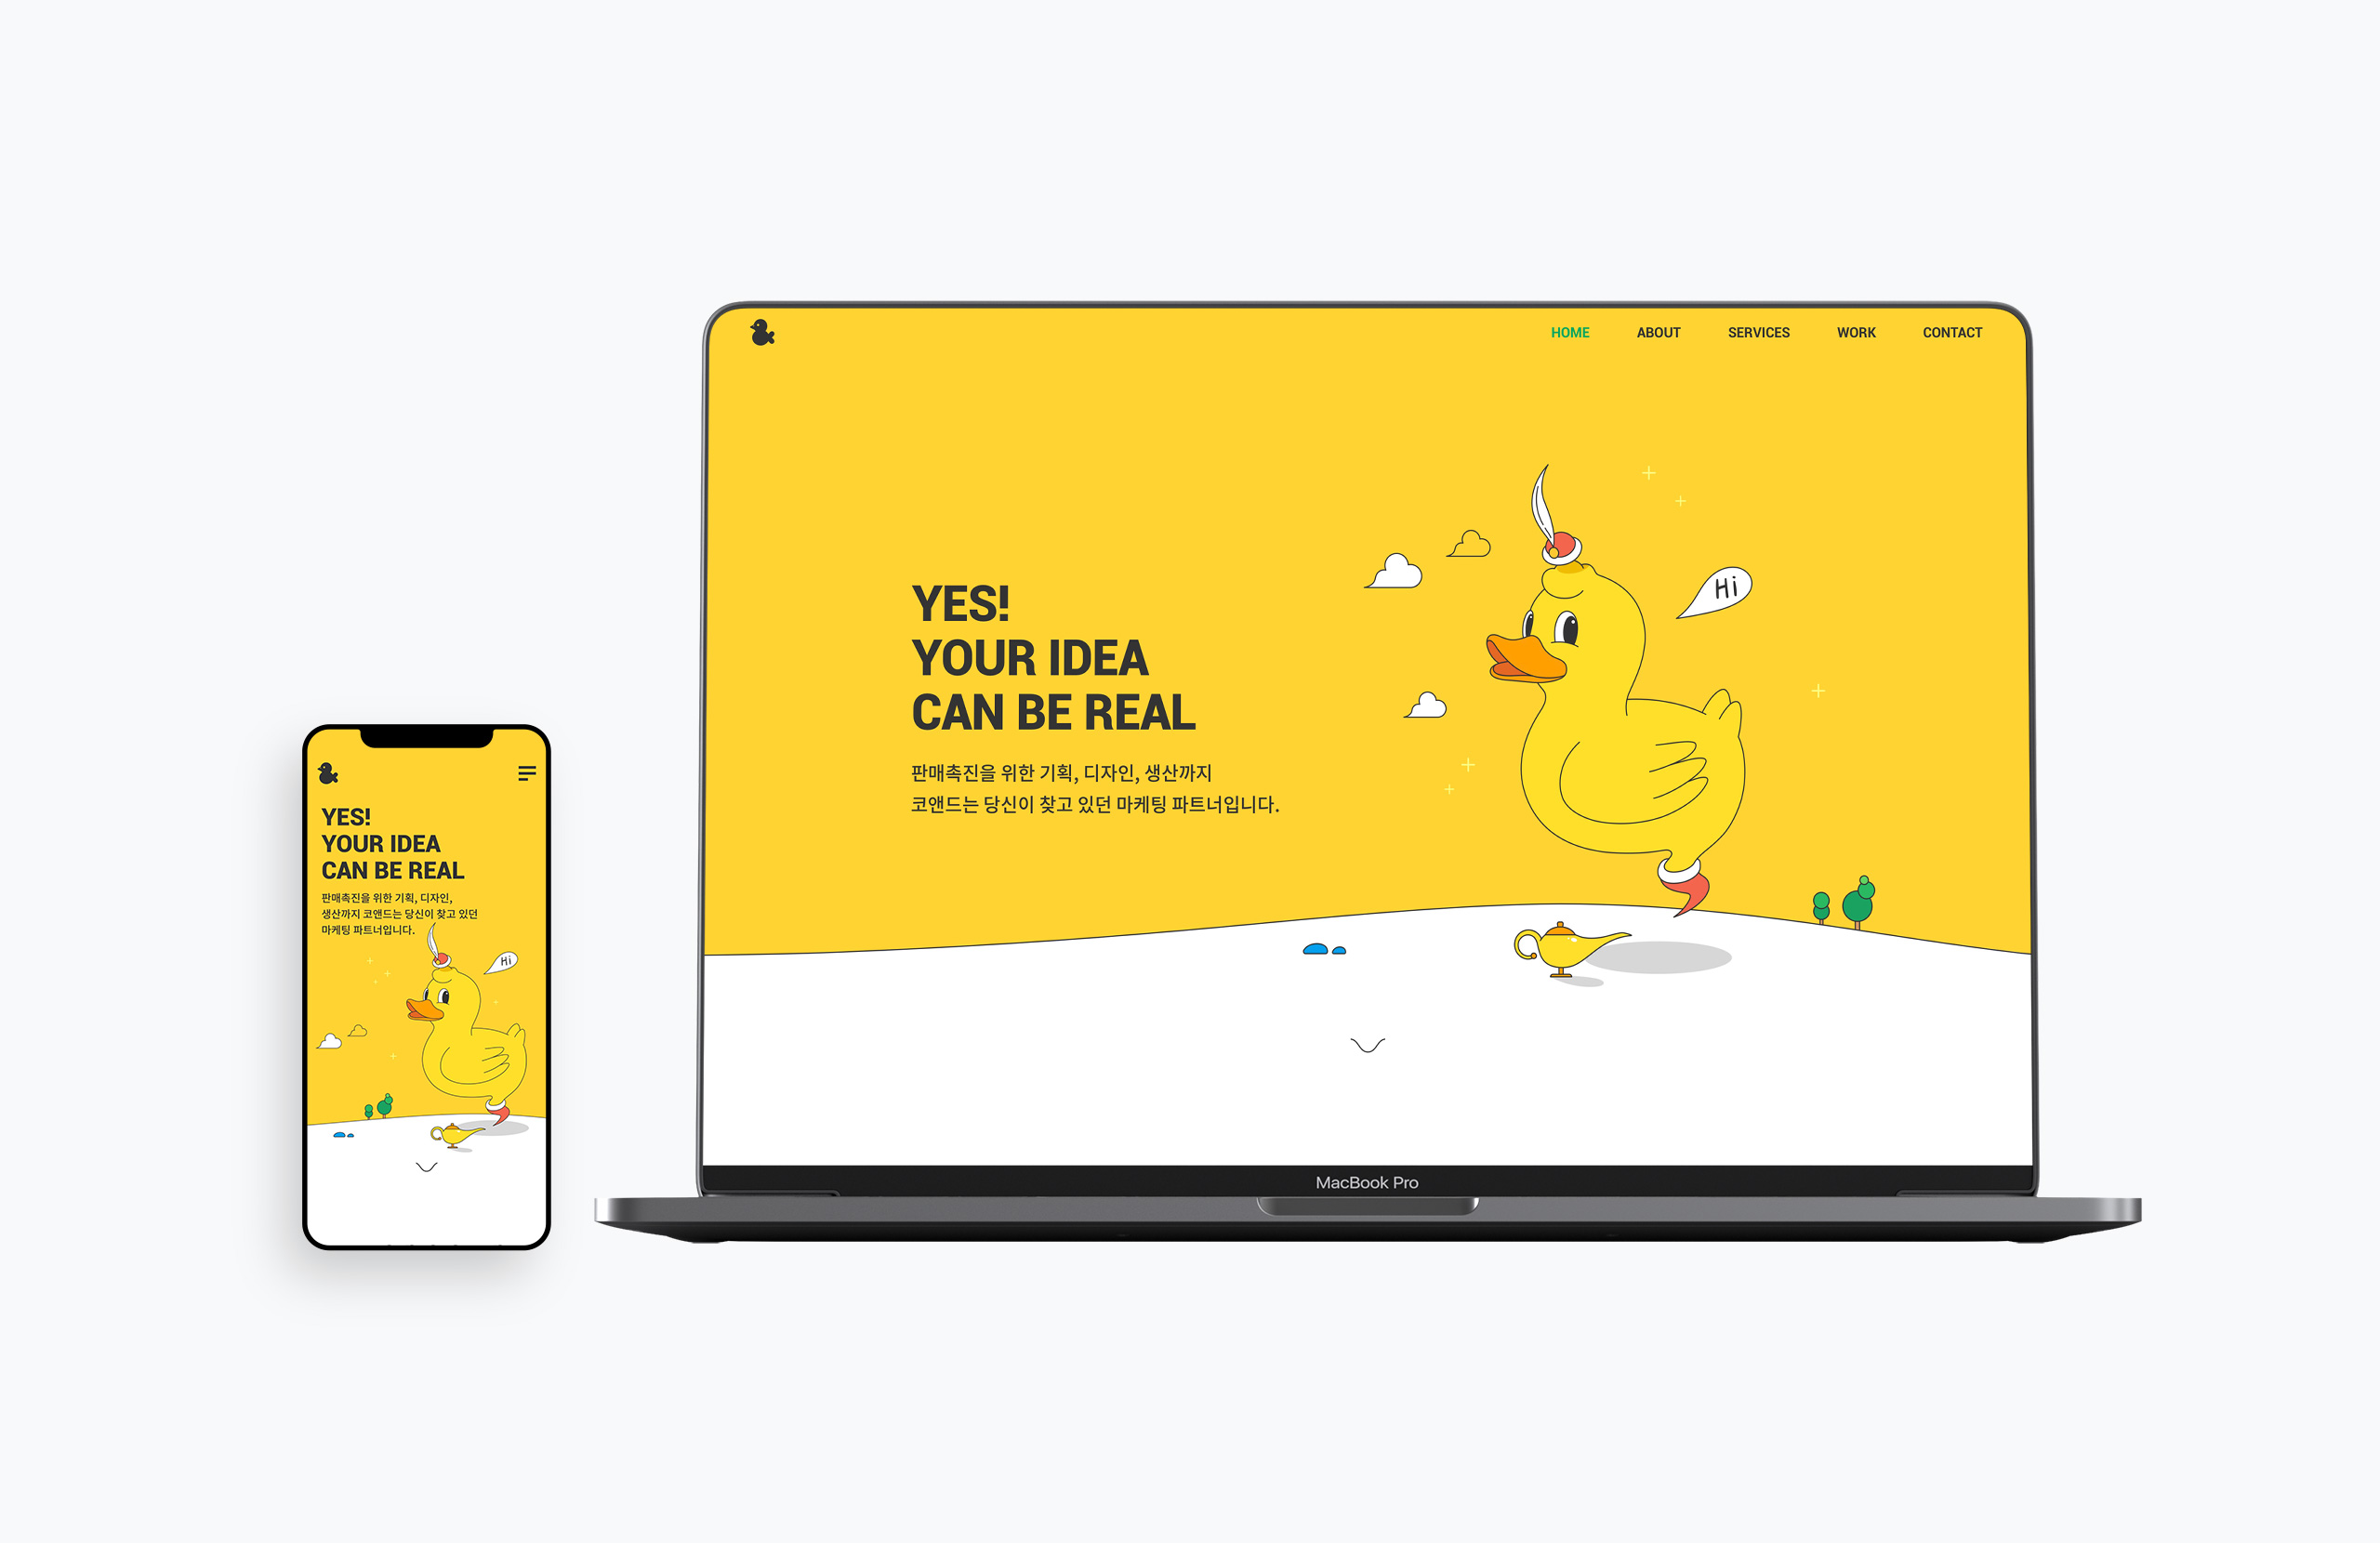 YES!
YOUR IDEA
CAN BE REAL
판매촉진을 위한 기획, 디자인,
생산까지 코앤드는 당신이 찾고 있던
마케팅 파트너입니다.
Hi
HOME ABOUT SERVICES WORK CONTACT
YES!
YOUR IDEA
CAN BE REAL
판매촉진을 위한 기획, 디자인, 생산까지
코앤드는 당신이 찾고 있던 마케팅 파트너입니다.
Hi
MacBook Pro